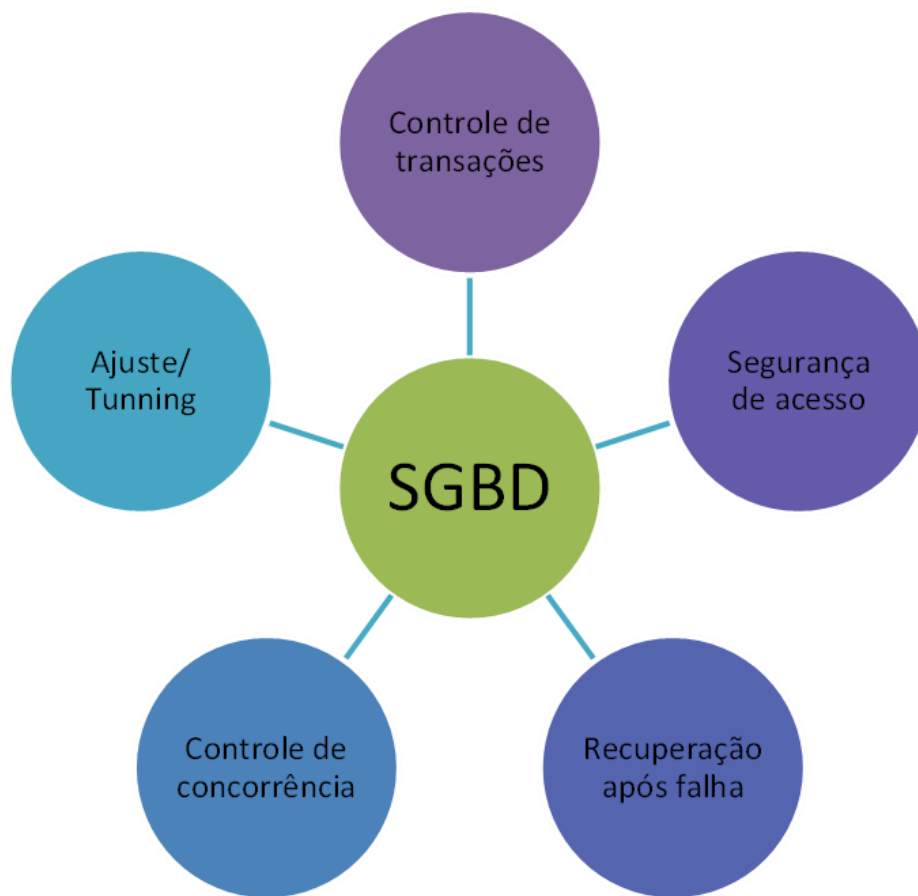 Controle de
transações
Ajuste/
Tunning
Segurança
de acesso
SGBD
Controle de
concorrência
Recuperação
após falha